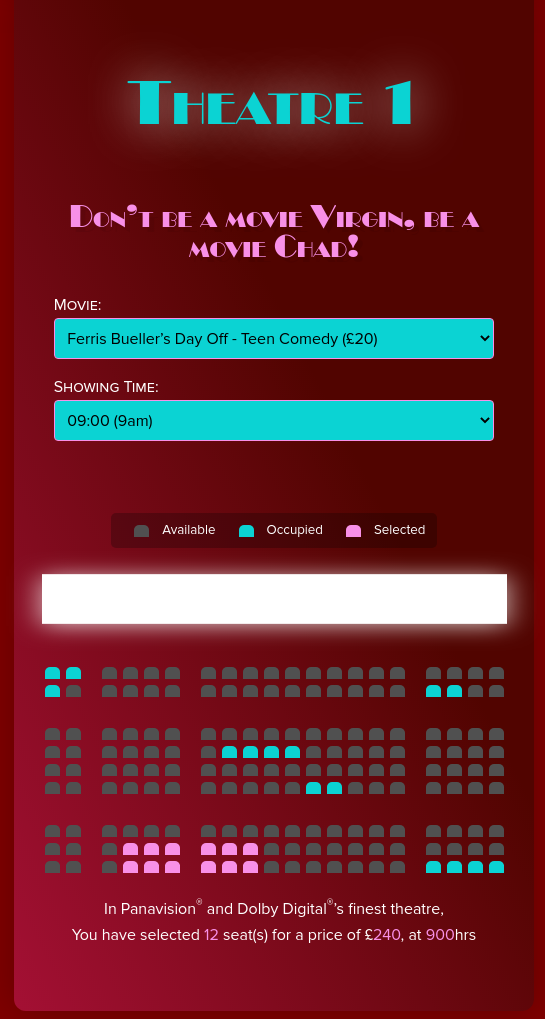 Theatre 1
Don't be a movie Virgin, be a
movie Chad!
Movie:
Ferris Bueller's Day Off - Teen Comedy (£20)
Showing Time:
09:00 (9am)
Available Occupied Selected
In Panavision® and Dolby Digital®'s finest theatre,
You have selected 12 seat(s) for a price of £240, at 900hrs